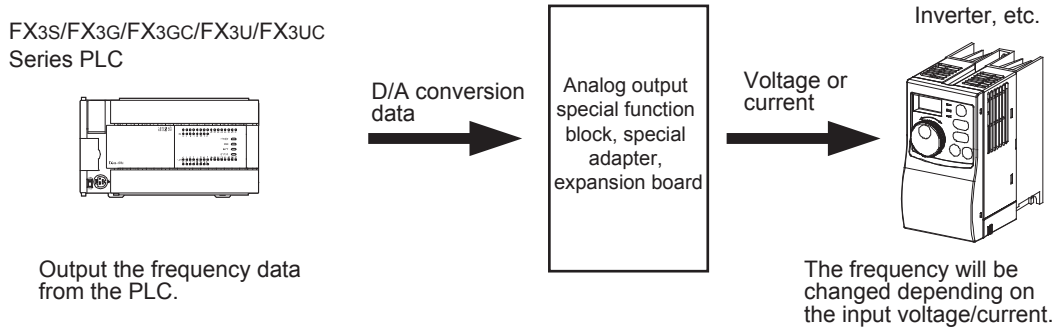 FX3S/FX3G/FX3GC/FX3U/FX3UC
Series PLC
D/A conversion
data
Analog output
special function
block, special
adapter,
expansion board
Voltage or
current
Inverter, etc.
Output the frequency data
from the PLC.
The frequency will be
changed depending on
the input voltage/current.